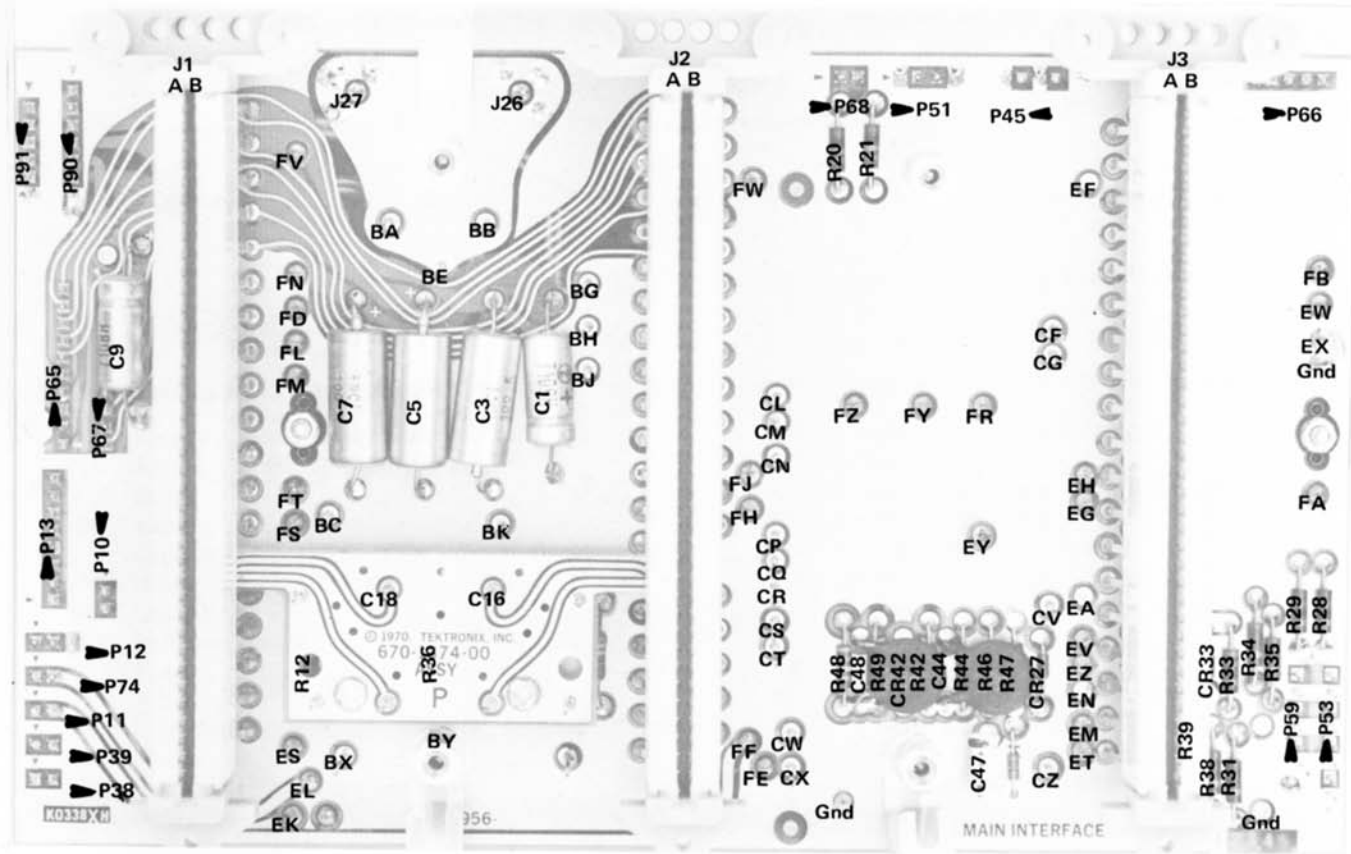 J1
A B
J2
A B
J3
A B
J27
J26
P91
P90
P68
P51
P45
P66
R20
R21
FV
FW
EF
BA
BB
BE
FN
BG
FB
FD
BH
EW
CF
FL
EX
CG
Gnd
FM
BJ
C9
P65
P67
C7
C5
C3
C1
CL
FZ
FY
FR
CM
CN
FJ
EH
FT
BC
FH
EG
FA
FS
BK
P13
P10
CP
EY
CQ
C18
C16
CR
EA
CV
R29
R28
© 1970, TEKTRONIX, INC.
ASSY
P
CS
CT
P12
R12
R36
R48
C48
R49
CR42
R42
C44
R44
R46
R47
CR27
EV
EZ
EN
CR33
R33
R34
R35
P74
P11
P39
P38
ES
BX
BY
FF
CW
EM
R39
P59
P53
EL
FE
CX
C47
CZ
ET
R38
R31
EK
K0338XH
956-
Gnd
MAIN INTERFACE
Gnd